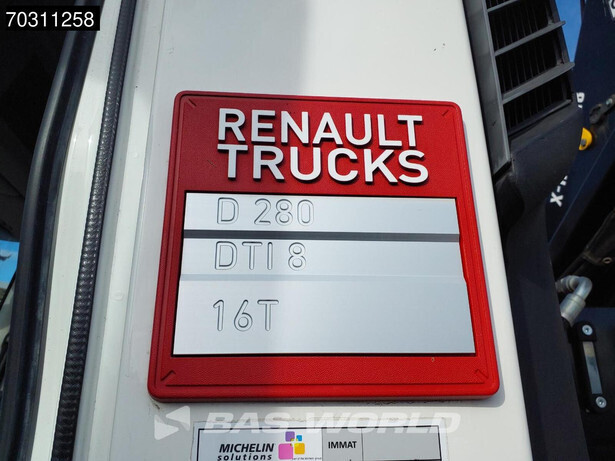 70311258
RENAULT
TRUCKS
D 280
DTI 8
16T
BAS-WORLD
MICHELIN
solutions
IMMAT